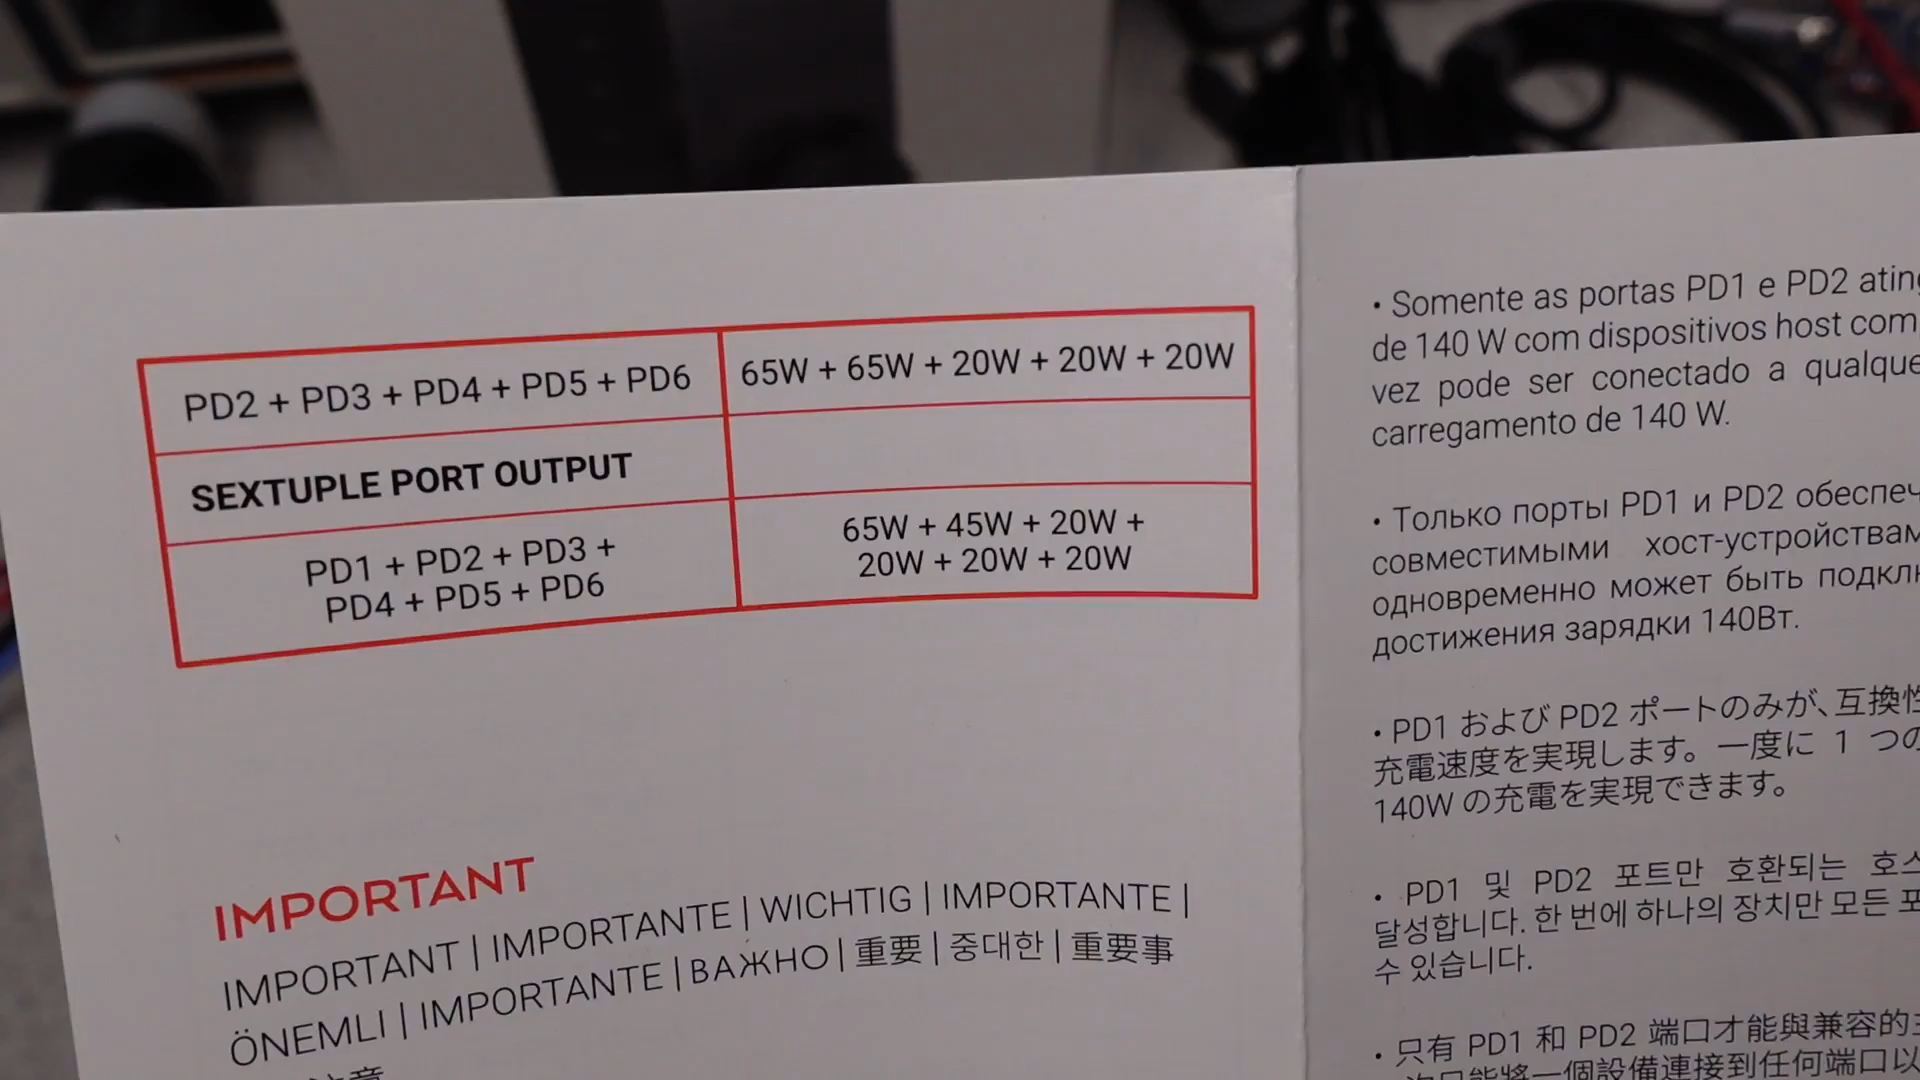 PD2 + PD3 + PD4 + PD5 + PD6
65W + 65W + 20W + 20W + 20W
SEXTUPLE PORT OUTPUT
PD1 + PD2 + PD3 +
PD4 + PD5 + PD6
65W + 45W + 20W +
20W + 20W + 20W
IMPORTANT
IMPORTANT | IMPORTANTE | WICHTIG | IMPORTANTE |
ÖNEMLI | IMPORTANTE | ВАЖНО | 重要 | 중대한 | 重要事
• Somente as portas PD1 e PD2
de 140 W com dispositivos host
vez pode ser conectado a
carregamento de 140 W.
• Только порты PD1 и PD2
совместимыми хост-устройствам
одновременно может быть
достижения зарядки 140Вт.
• PD1 および PD2 ポートのみが、互換性
充電速度を実現します。一度に 1 つの
140W の充電を実現できます。
• PD1 및 PD2 포트만 호환되는
달성합니다. 한 번에 하나의 장치만 모든
수 있습니다.
• 只有 PD1 和 PD2 端口才能與兼容的